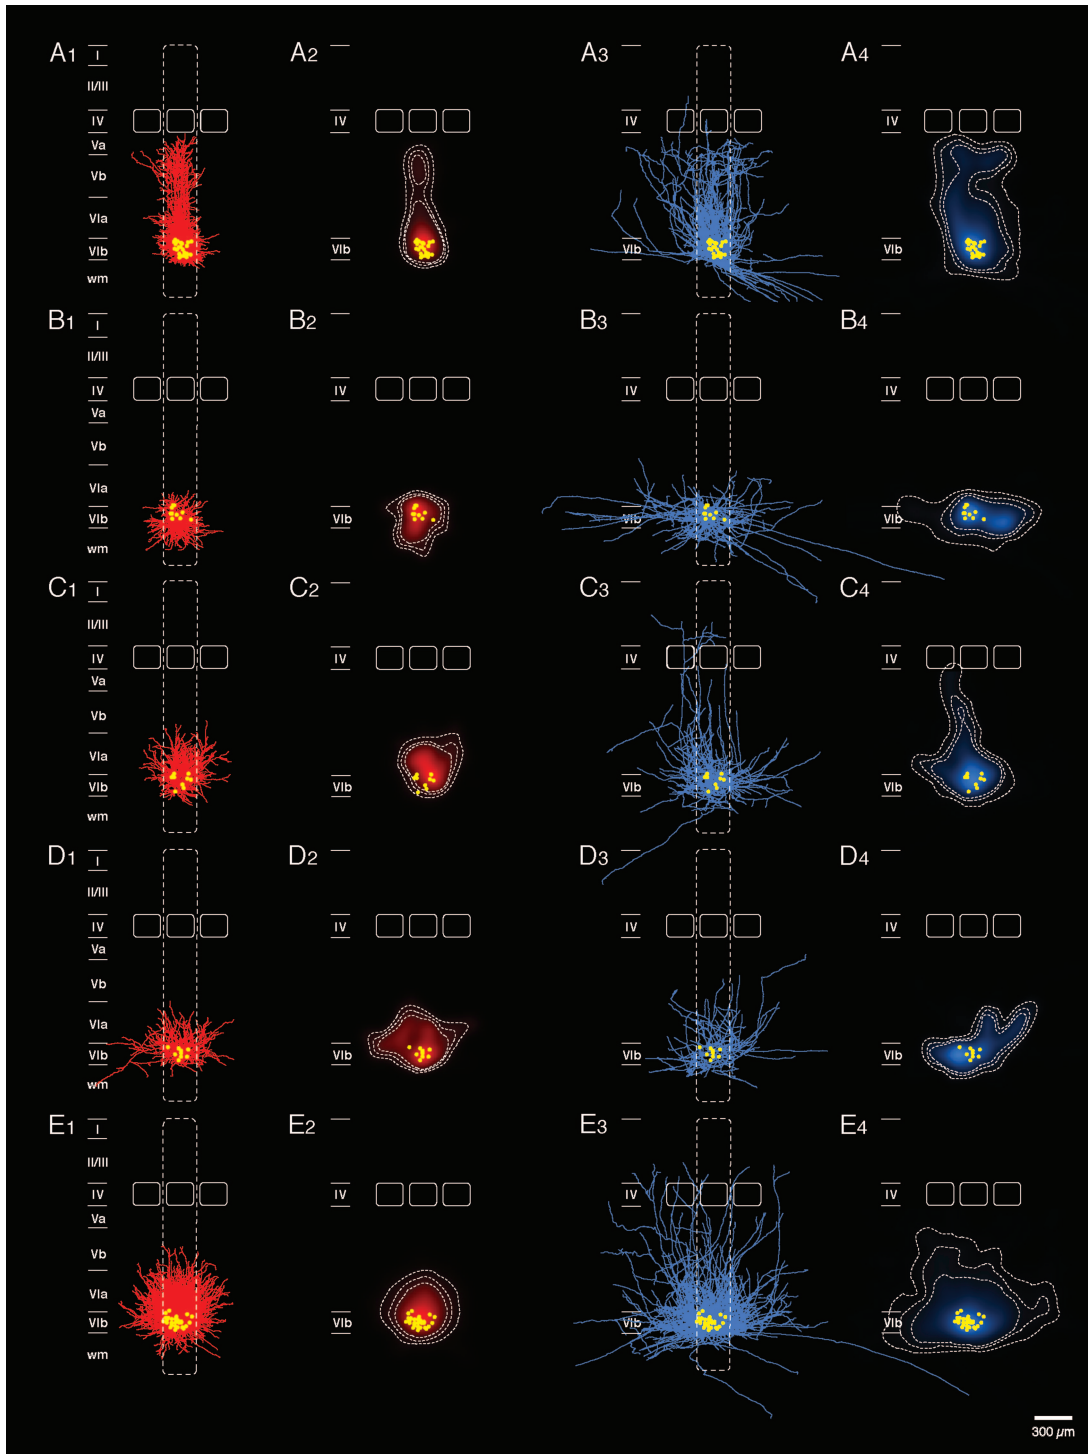 A1 A2 A3 A4
I
II/III
IV IV IV IV
Va
Vb
VIa
VIb VIb VIb VIb
wm
B1 B2 B3 B4
I
II/III
IV IV IV IV
Va
Vb
VIa
VIb VIb VIb VIb
wm
C1 C2 C3 C4
I
II/III
IV IV IV IV
Va
Vb
VIa
VIb VIb VIb VIb
wm
D1 D2 D3 D4
I
II/III
IV IV IV IV
Va
Vb
VIa
VIb VIb VIb VIb
wm
E1 E2 E3 E4
I
II/III
IV IV IV IV
Va
Vb
VIa
VIb VIb VIb VIb
wm
300 µm